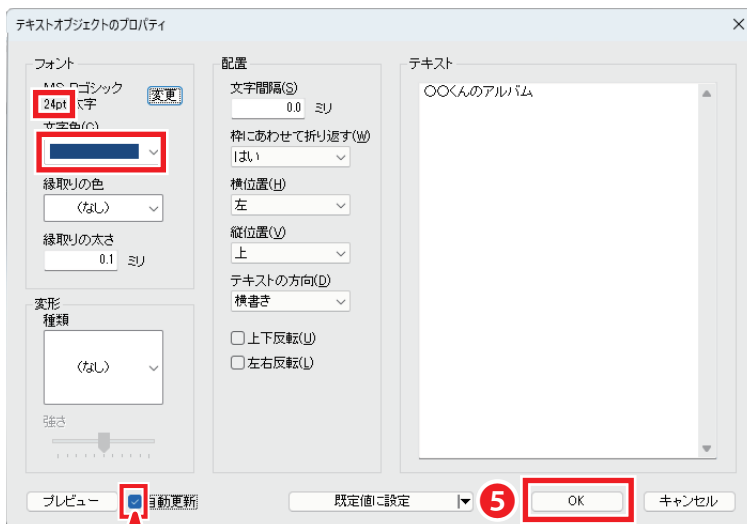 テキストオブジェクトのプロパティ
フォント
MS Pゴシック
24pt 太字
変更
文字色(C)
縁取りの色
(なし)
縁取りの太さ
0.1 ミリ
変形
種類
(なし)
強さ
配置
文字間隔(S)
0.0 ミリ
枠にあわせて折り返す(W)
はい
横位置(H)
左
縦位置(V)
上
テキストの方向(D)
横書き
上下反転(U)
左右反転(L)
テキスト
〇〇くんのアルバム
プレビュー
自動更新
既定値に設定
5
OK
キャンセル